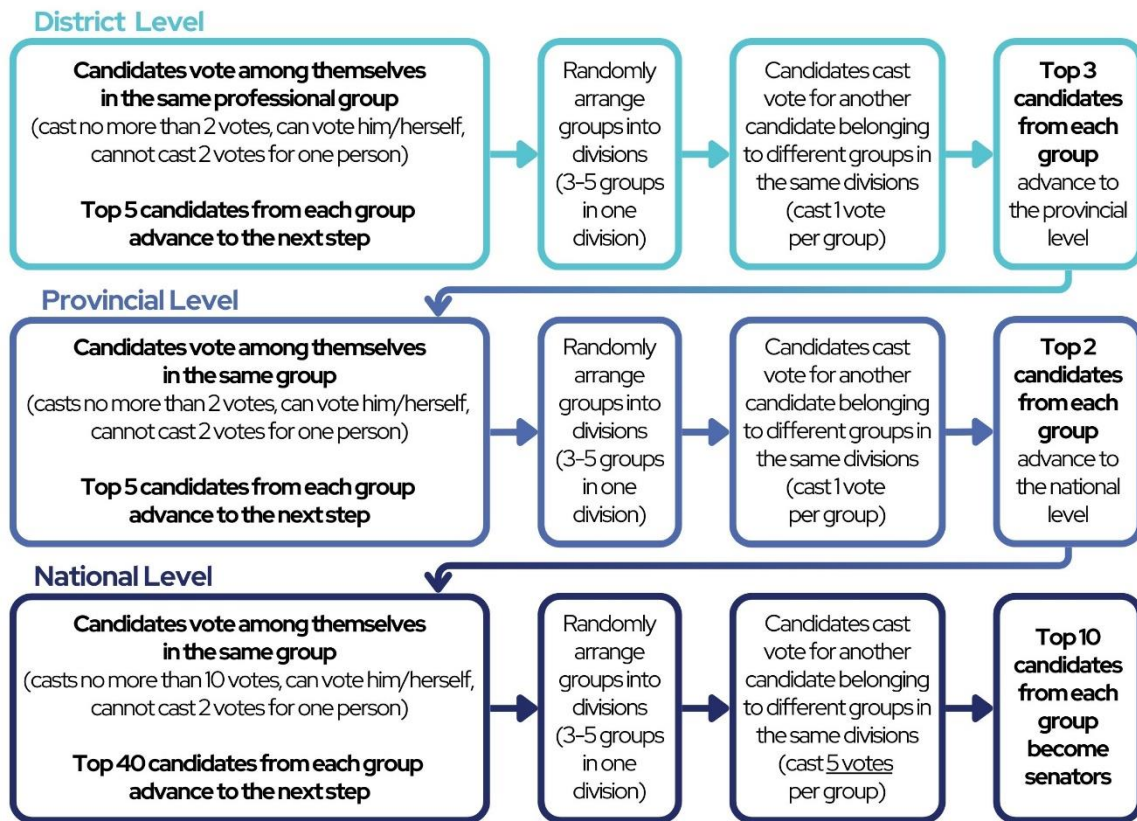 District Level
Candidates vote among themselves
in the same professional group
(cast no more than 2 votes, can vote him/herself,
cannot cast 2 votes for one person)
Top 5 candidates from each group
advance to the next step
Randomly
arrange
groups into
divisions
(3-5 groups
in one
division)
Candidates cast
vote for another
candidate belonging
to different groups in
the same divisions
(cast 1 vote
per group)
Top 3
candidates
from each
group
advance to
the provincial
level
Provincial Level
Candidates vote among themselves
in the same group
(casts no more than 2 votes, can vote him/herself,
cannot cast 2 votes for one person)
Top 5 candidates from each group
advance to the next step
Randomly
arrange
groups into
divisions
(3-5 groups
in one
division)
Candidates cast
vote for another
candidate belonging
to different groups in
the same divisions
(cast 1 vote
per group)
Top 2
candidates
from each
group
advance to
the national
level
National Level
Candidates vote among themselves
in the same group
(casts no more than 10 votes, can vote him/herself,
cannot cast 2 votes for one person)
Top 40 candidates from each group
advance to the next step
Randomly
arrange
groups into
divisions
(3-5 groups
in one
division)
Candidates cast
vote for another
candidate belonging
to different groups in
the same divisions
(cast 5 votes
per group)
Top 10
candidates
from each
group
become
senators